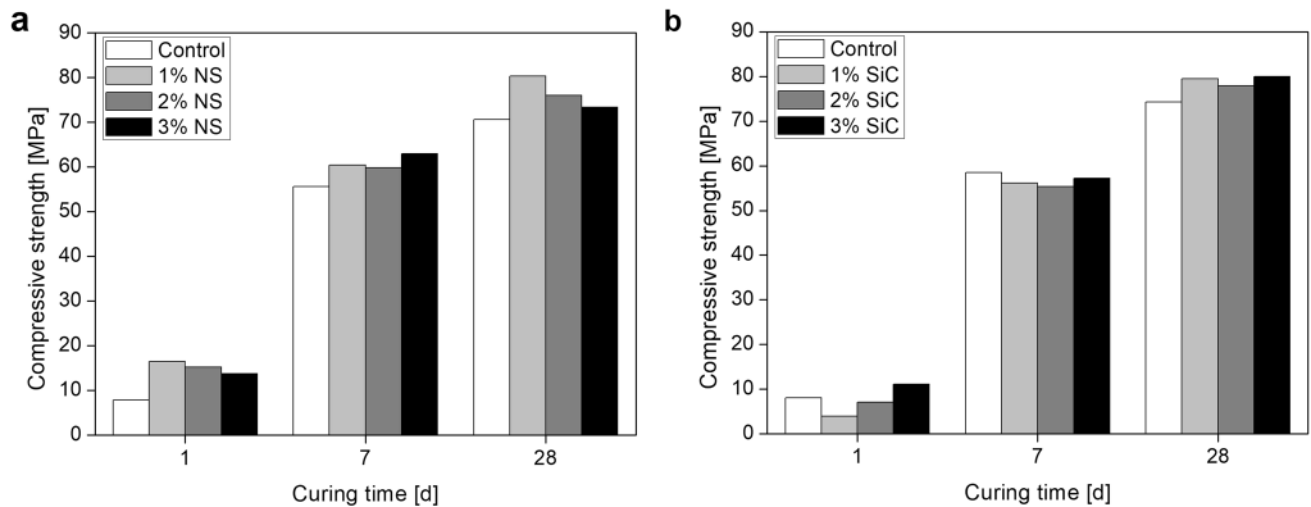 a
Compressive strength [MPa]
90
80
70
60
50
40
30
20
10
0
Control
1% NS
2% NS
3% NS
1
7
28
Curing time [d]
b
Compressive strength [MPa]
90
80
70
60
50
40
30
20
10
0
Control
1% SiC
2% SiC
3% SiC
1
7
28
Curing time [d]